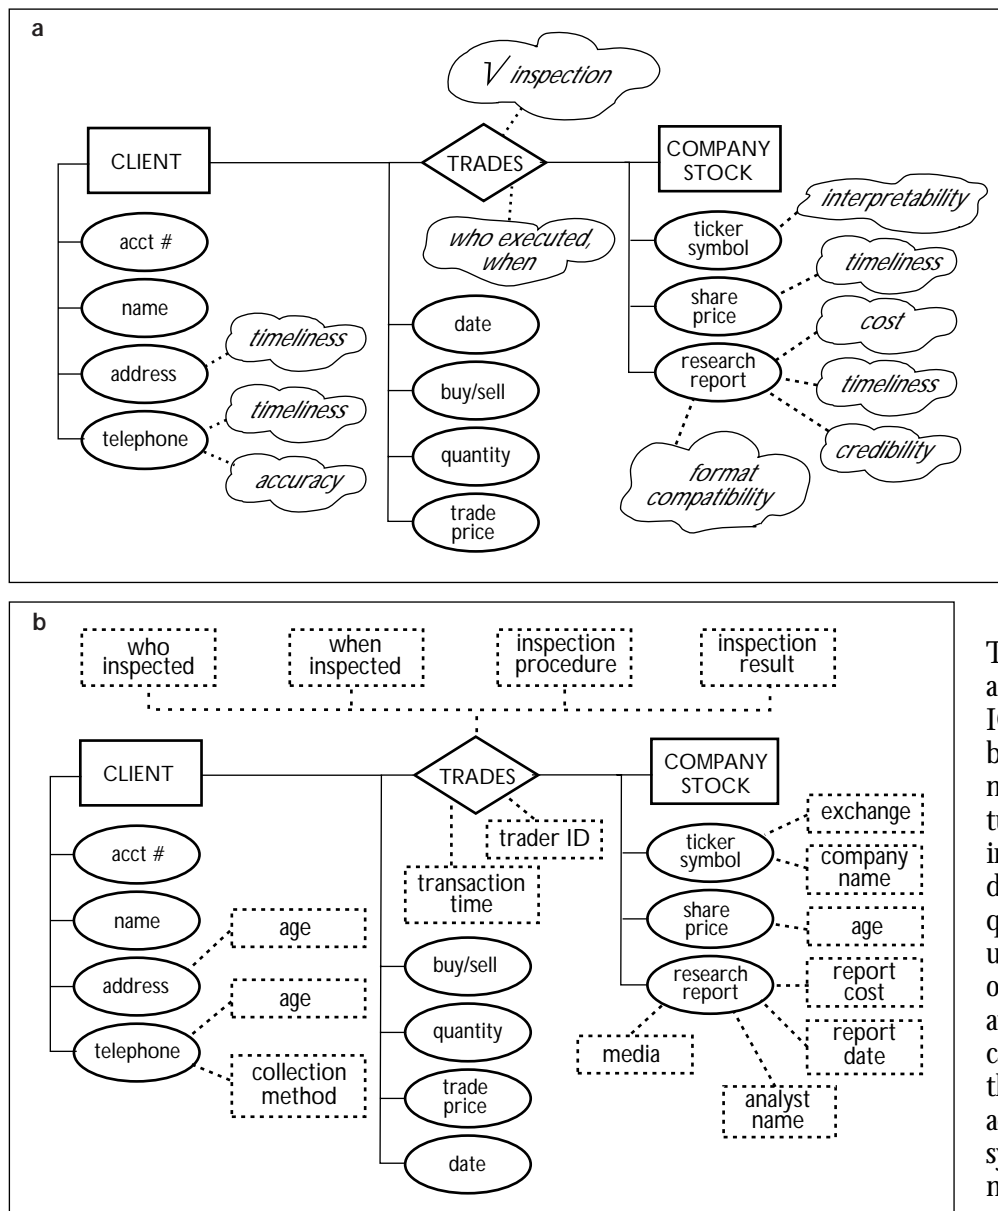 a
√ inspection
CLIENT
TRADES
COMPANY
STOCK
acct #
name
address
telephone
timeliness
timeliness
accuracy
who executed,
when
date
buy/sell
quantity
trade
price
ticker
symbol
share
price
research
report
interpretability
timeliness
cost
timeliness
credibility
format
compatibility
b
who
inspected
when
inspected
inspection
procedure
inspection
result
CLIENT
TRADES
COMPANY
STOCK
acct #
name
address
telephone
age
age
collection
method
trader ID
transaction
time
buy/sell
quantity
trade
price
date
ticker
symbol
share
price
research
report
exchange
company
name
age
report
cost
report
date
media
analyst
name